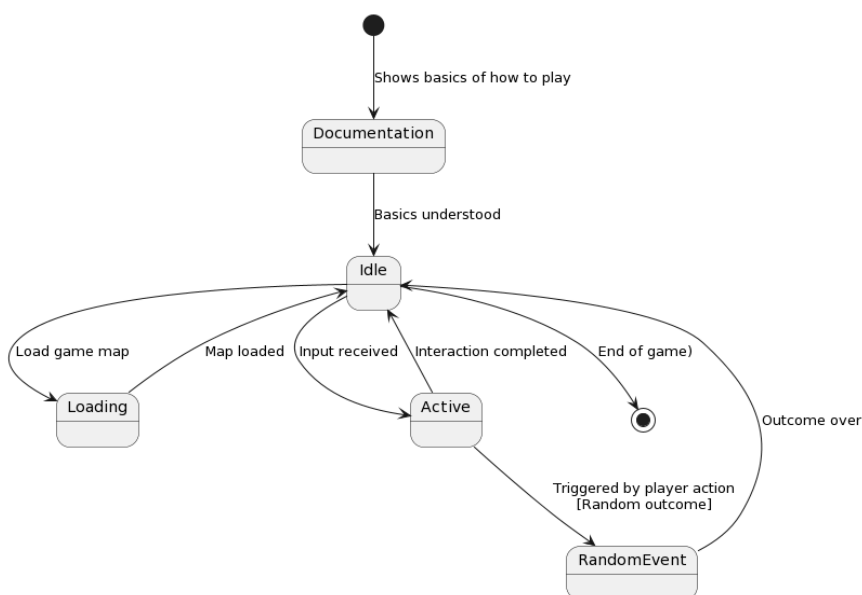 Shows basics of how to play
Documentation
Basics understood
Idle
Load game map
Map loaded
Input received
Interaction completed
End of game)
Loading
Active
Outcome over
Triggered by player action
[Random outcome]
RandomEvent